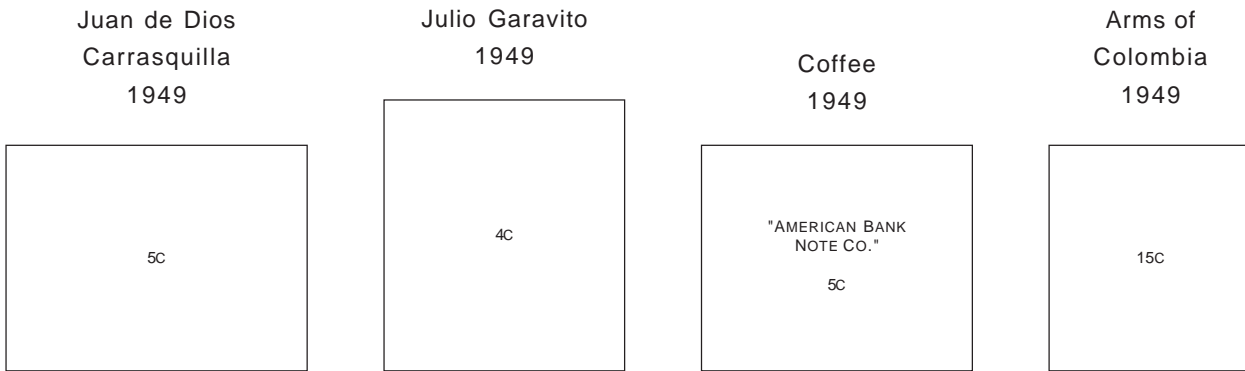 Juan de Dios
Carrasquilla
1949
5C
Julio Garavito
1949
4C
Coffee
1949
"AMERICAN BANK
NOTE CO."
5C
Arms of
Colombia
1949
15C